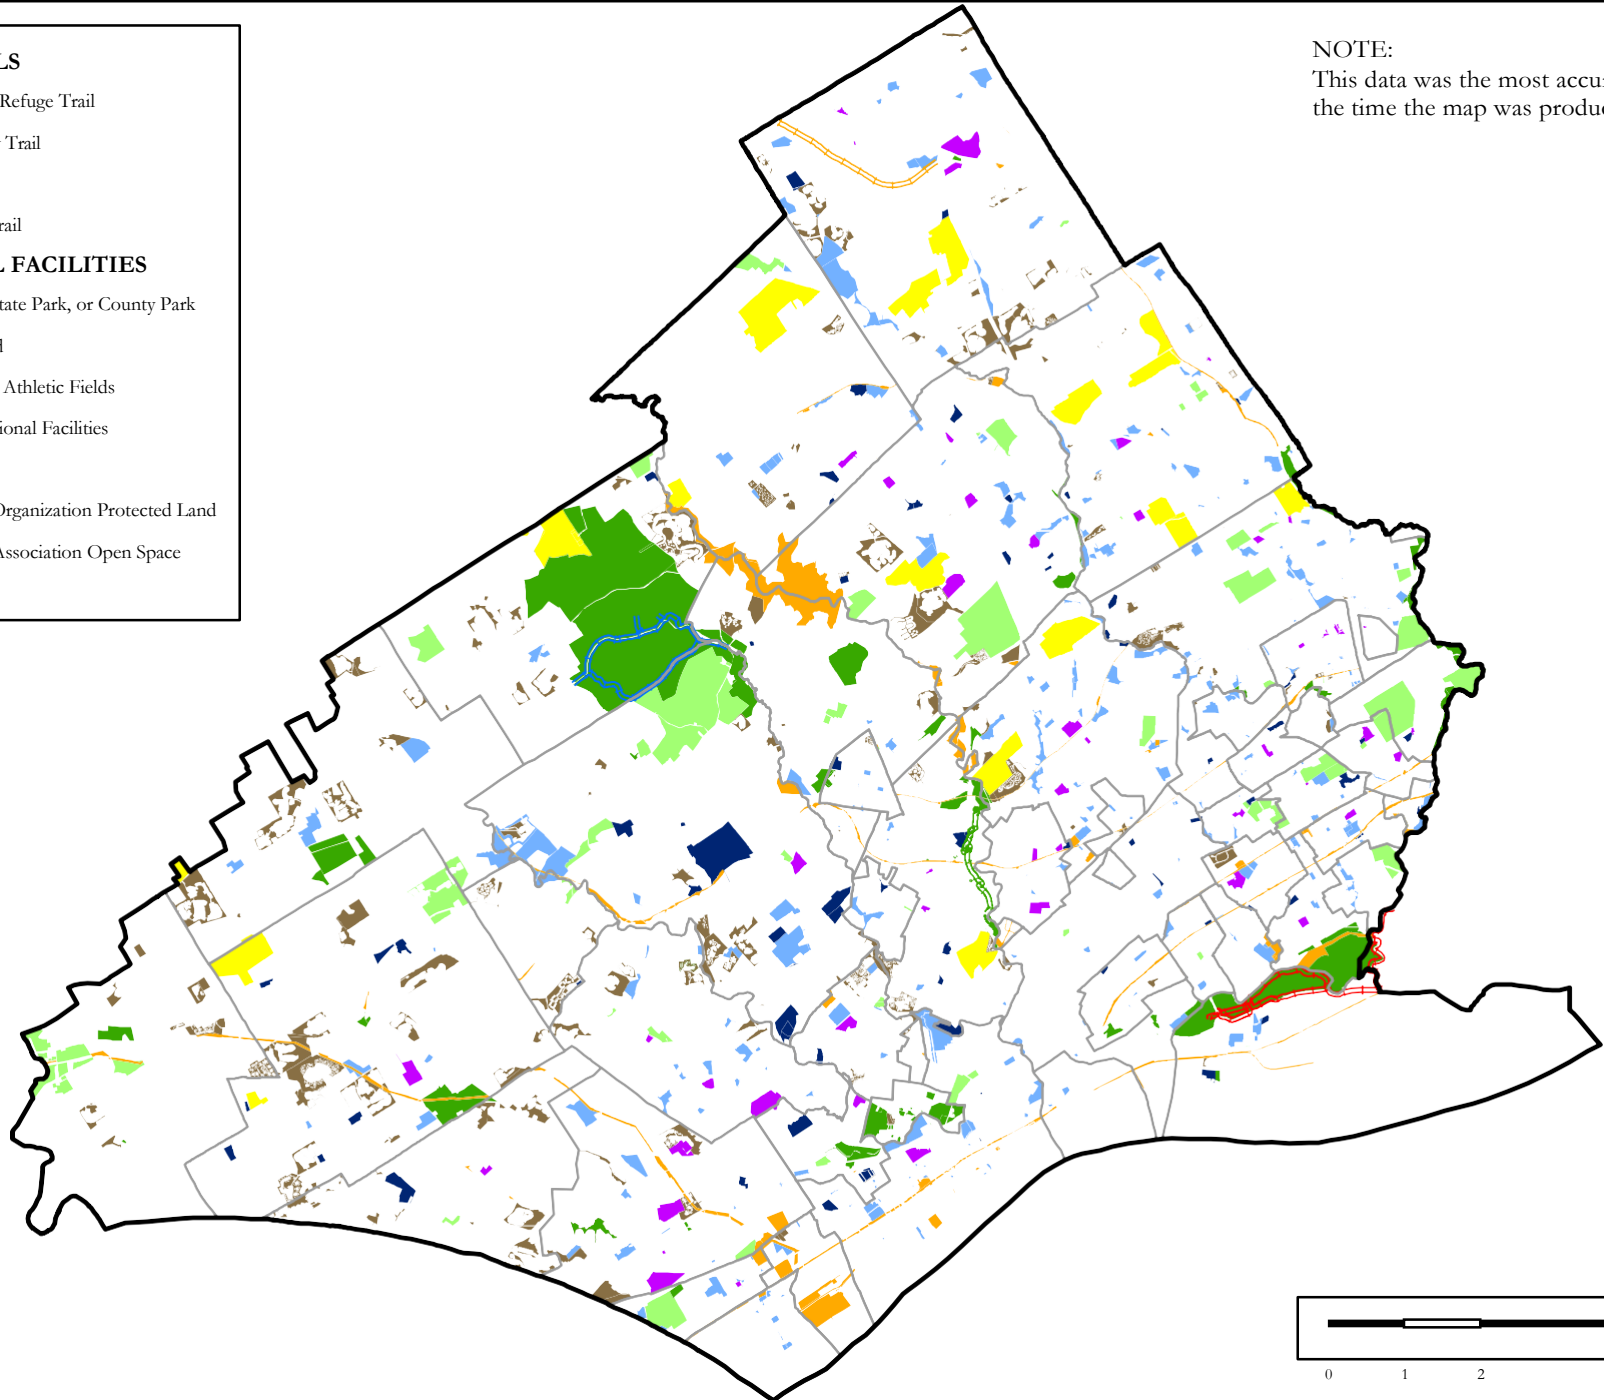 LS
Refuge Trail
Trail
rail
L FACILITIES
tate Park, or County Park
d
Athletic Fields
ional Facilities
Organization Protected Land
Association Open Space
NOTE:
This data was the most accu
the time the map was produ
0 1 2